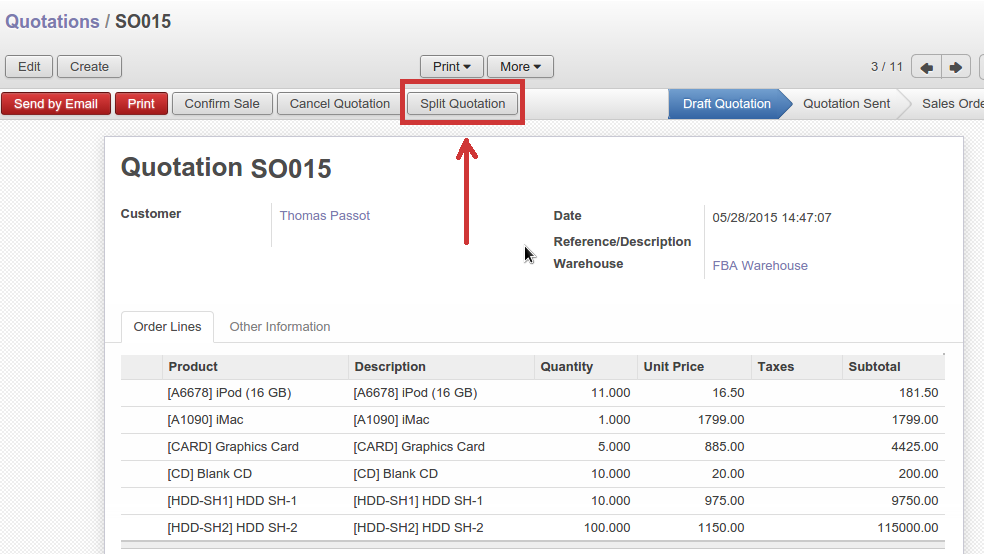 Quotations / SO015
Edit Create Print More 3 / 11
Send by Email Print Confirm Sale Cancel Quotation Split Quotation Draft Quotation Quotation Sent Sales Orde
Quotation SO015
Customer Thomas Passot
Date 05/28/2015 14:47:07
Reference/Description
Warehouse FBA Warehouse
Order Lines Other Information
Product Description Quantity Unit Price Taxes Subtotal
[A6678] iPod (16 GB) [A6678] iPod (16 GB) 11.000 16.50 181.50
[A1090] iMac [A1090] iMac 1.000 1799.00 1799.00
[CARD] Graphics Card [CARD] Graphics Card 5.000 885.00 4425.00
[CD] Blank CD [CD] Blank CD 10.000 20.00 200.00
[HDD-SH1] HDD SH-1 [HDD-SH1] HDD SH-1 10.000 975.00 9750.00
[HDD-SH2] HDD SH-2 [HDD-SH2] HDD SH-2 100.000 1150.00 115000.00